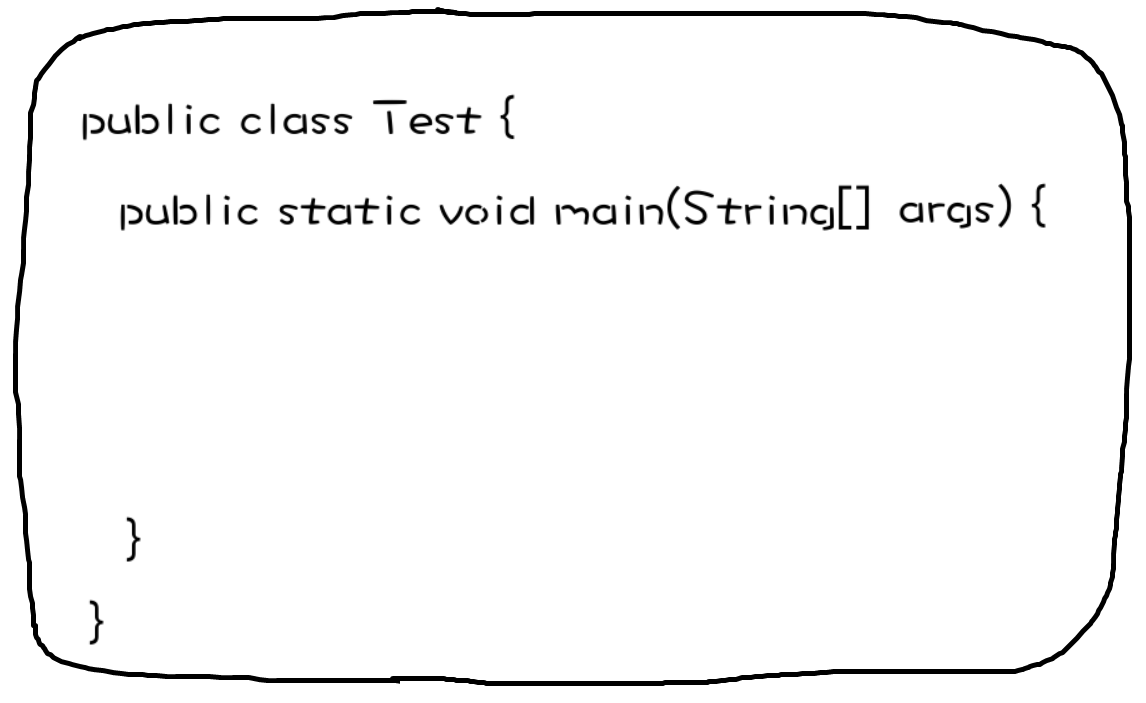 public class Test {
public static void main(String[] args) {
}
}